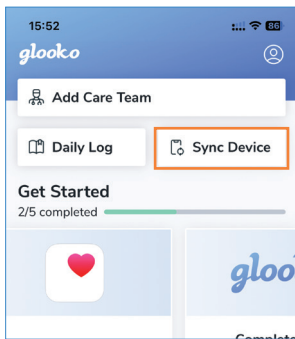 15:52
86
glooko
Add Care Team
Daily Log
Sync Device
Get Started
2/5 completed
gloo
Complete